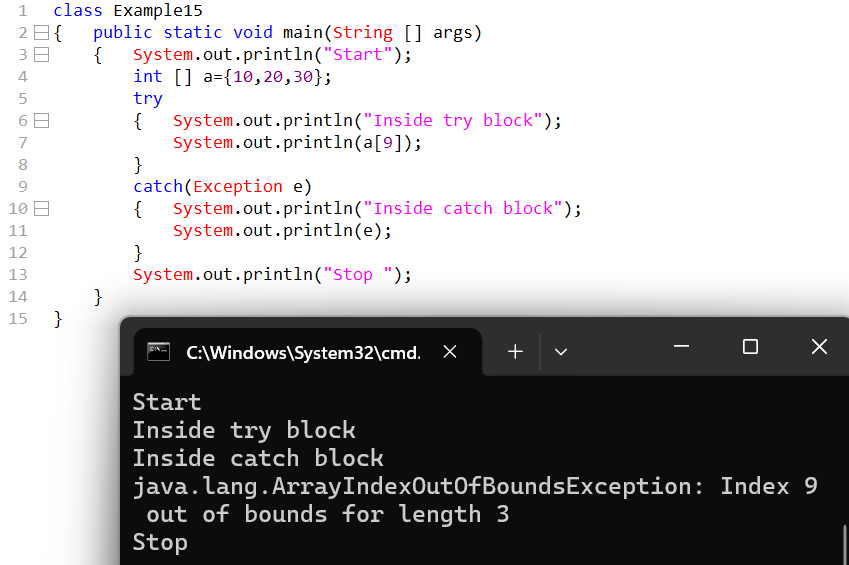 1 class Example15
2 { public static void main(String [] args)
3 { System.out.println("Start");
4 int [] a={10,20,30};
5 try
6 { System.out.println("Inside try block");
7 System.out.println(a[9]);
8 }
9 catch(Exception e)
10 { System.out.println("Inside catch block");
11 System.out.println(e);
12 }
13 System.out.println("Stop ");
14 }
15 }
C:\Windows\System32\cmd.
Start
Inside try block
Inside catch block
java.lang.ArrayIndexOutOfBoundsException: Index 9
out of bounds for length 3
Stop